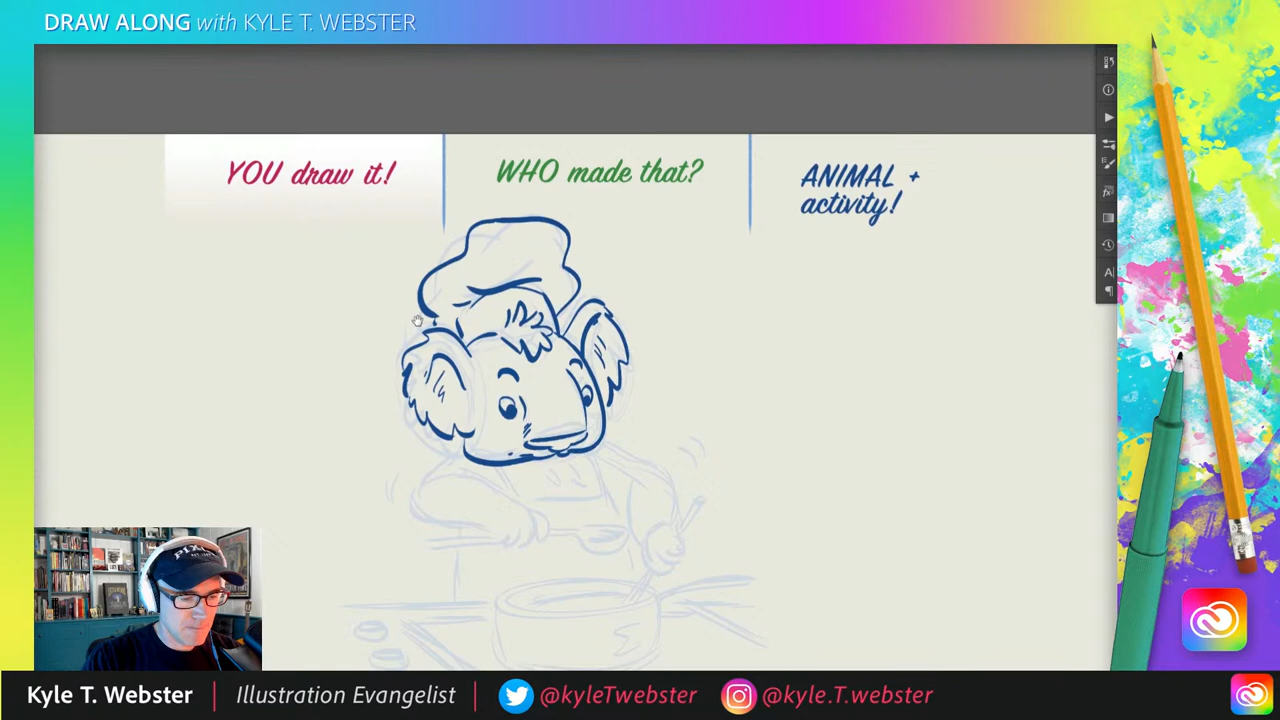 DRAW ALONG with KYLE T. WEBSTER
YOU draw it!
WHO made that?
ANIMAL +
activity!
Kyle T. Webster | Illustration Evangelist | @kyleTwebster @kyle.T.webster